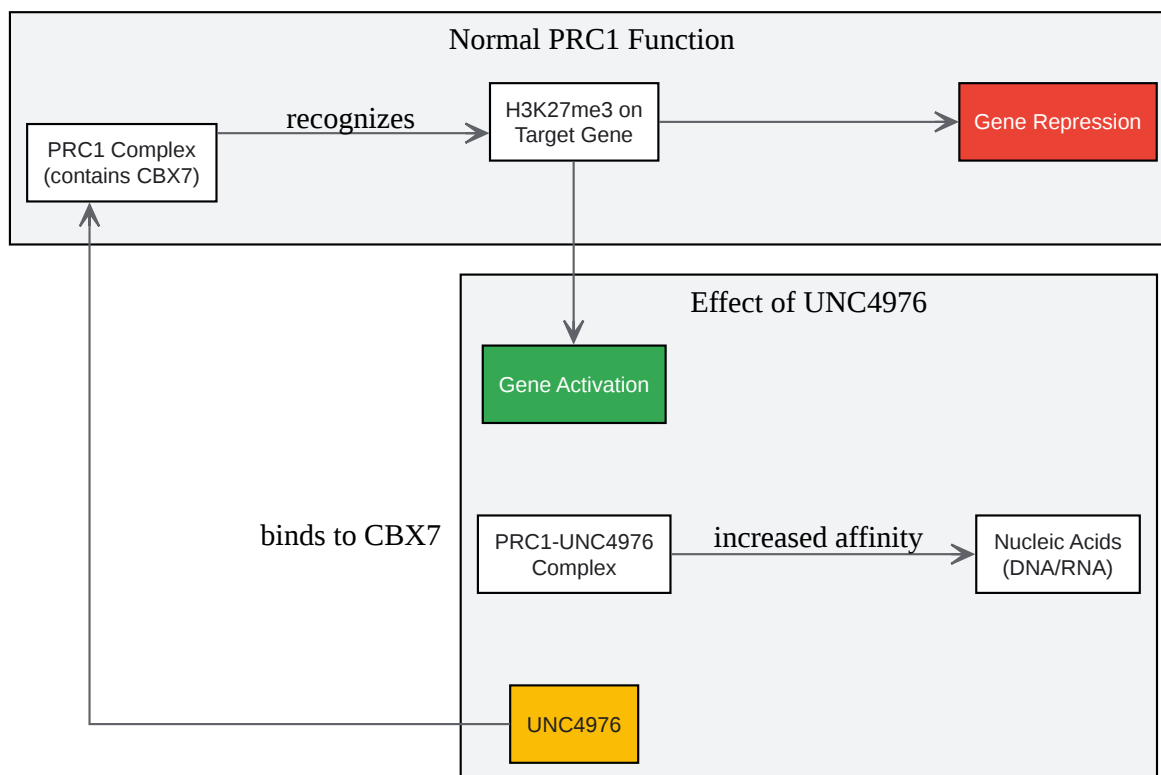 Normal PRC1 Function
recognizes
H3K27me3 on
Target Gene
Gene Repression
PRC1 Complex
(contains CBX7)
Effect of UNC4976
Gene Activation
binds to CBX7
PRC1-UNC4976
Complex
increased affinity
Nucleic Acids
(DNA/RNA)
UNC4976